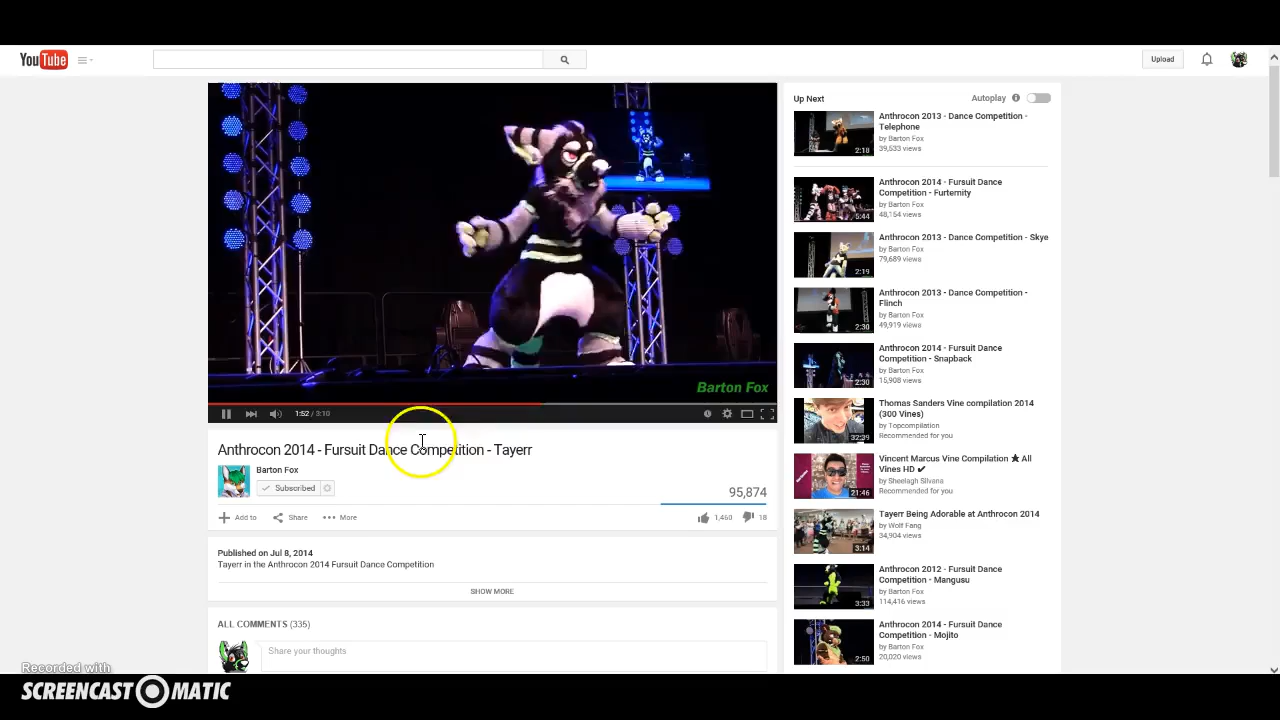 YouTube
Upload
Barton Fox
1:52 / 3:10
Anthrocon 2014 - Fursuit Dance Competition - Tayerr
Barton Fox
Subscribed
95,874
Add to
Share
More
1,460
18
Published on Jul 8, 2014
Tayerr in the Anthrocon 2014 Fursuit Dance Competition
SHOW MORE
ALL COMMENTS (335)
Share your thoughts
Up Next
Autoplay
Anthrocon 2013 - Dance Competition -
Telephone
by Barton Fox
39,533 views
2:18
Anthrocon 2014 - Fursuit Dance
Competition - Furternity
by Barton Fox
48,154 views
5:44
Anthrocon 2013 - Dance Competition - Skye
by Barton Fox
79,689 views
2:19
Anthrocon 2013 - Dance Competition -
Flinch
by Barton Fox
49,919 views
2:30
Anthrocon 2014 - Fursuit Dance
Competition - Snapback
by Barton Fox
15,908 views
2:30
Thomas Sanders Vine compilation 2014
(300 Vines)
by Topcompilation
Recommended for you
32:39
Vincent Marcus Vine Compilation ★ All
Vines HD ✔
by Sheelagh Silvana
Recommended for you
21:46
Tayerr Being Adorable at Anthrocon 2014
by Wolf Fang
34,904 views
3:14
Anthrocon 2012 - Fursuit Dance
Competition - Mangusu
by Barton Fox
114,416 views
3:33
Anthrocon 2014 - Fursuit Dance
Competition - Mojito
by Barton Fox
20,020 views
2:50
Recorded with
SCREENCAST-O-MATIC